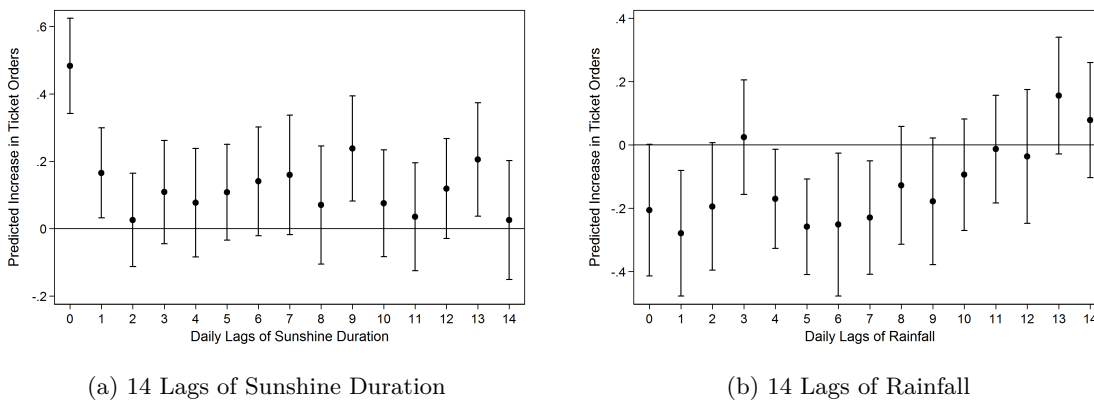 Predicted Increase in Ticket Orders
.6
.4
.2
0
-.2
0 1 2 3 4 5 6 7 8 9 10 11 12 13 14
Daily Lags of Sunshine Duration
(a) 14 Lags of Sunshine Duration
Predicted Increase in Ticket Orders
.4
.2
0
-.2
-.4
0 1 2 3 4 5 6 7 8 9 10 11 12 13 14
Daily Lags of Rainfall
(b) 14 Lags of Rainfall